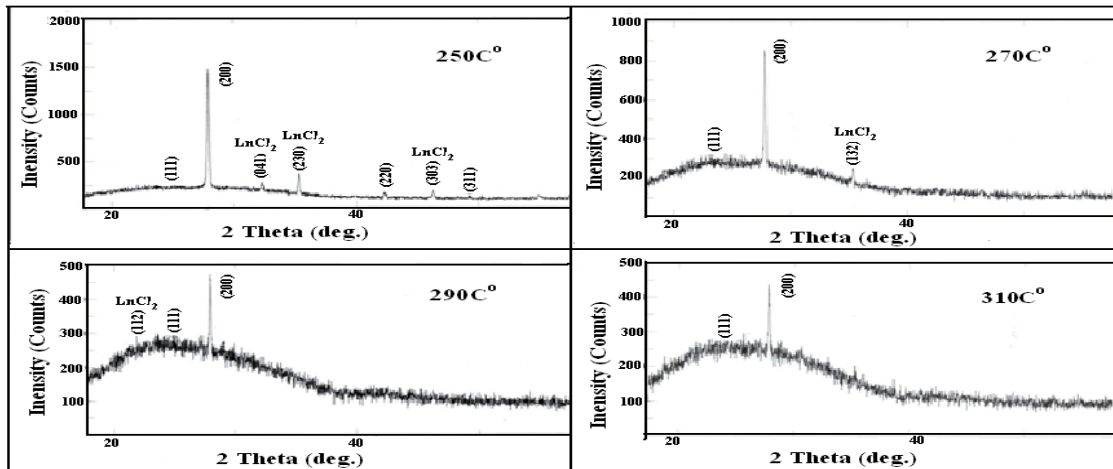 2000
1500
1000
500
Inensity (Counts)
250C°
(111)
(200)
LnCl₂
(041)
LnCl₂
(230)
(220)
LnCl₂
(303)
(311)
20
40
2 Theta (deg.)
1000
800
600
400
200
0
Inensity (Counts)
270C°
(111)
(200)
LnCl₂
(132)
20
40
2 Theta (deg.)
500
400
300
200
100
Inensity (Counts)
290C°
LnCl₂
(112)
(111)
(200)
20
40
2 Theta (deg.)
500
400
300
200
100
Inensity (Counts)
310C°
(111)
(200)
20
40
2 Theta (deg.)